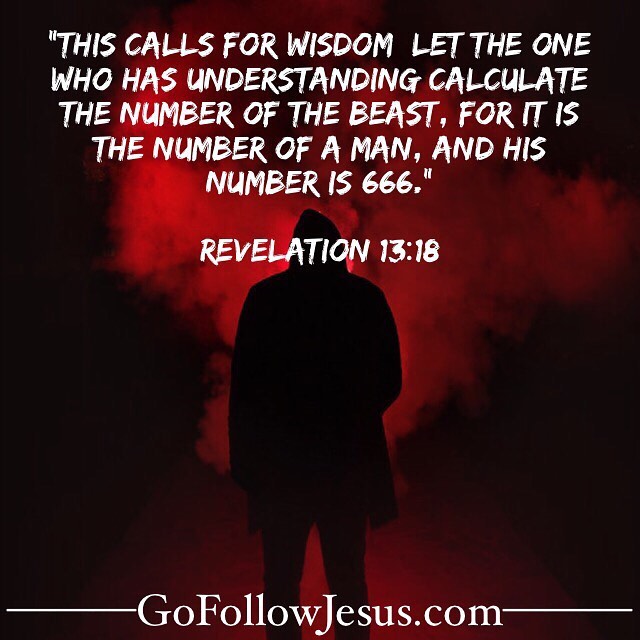 "THIS CALLS FOR WISDOM LET THE ONE
WHO HAS UNDERSTANDING CALCULATE
THE NUMBER OF THE BEAST, FOR IT IS
THE NUMBER OF A MAN, AND HIS
NUMBER IS 666."
REVELATION 13:18
GoFollowJesus.com